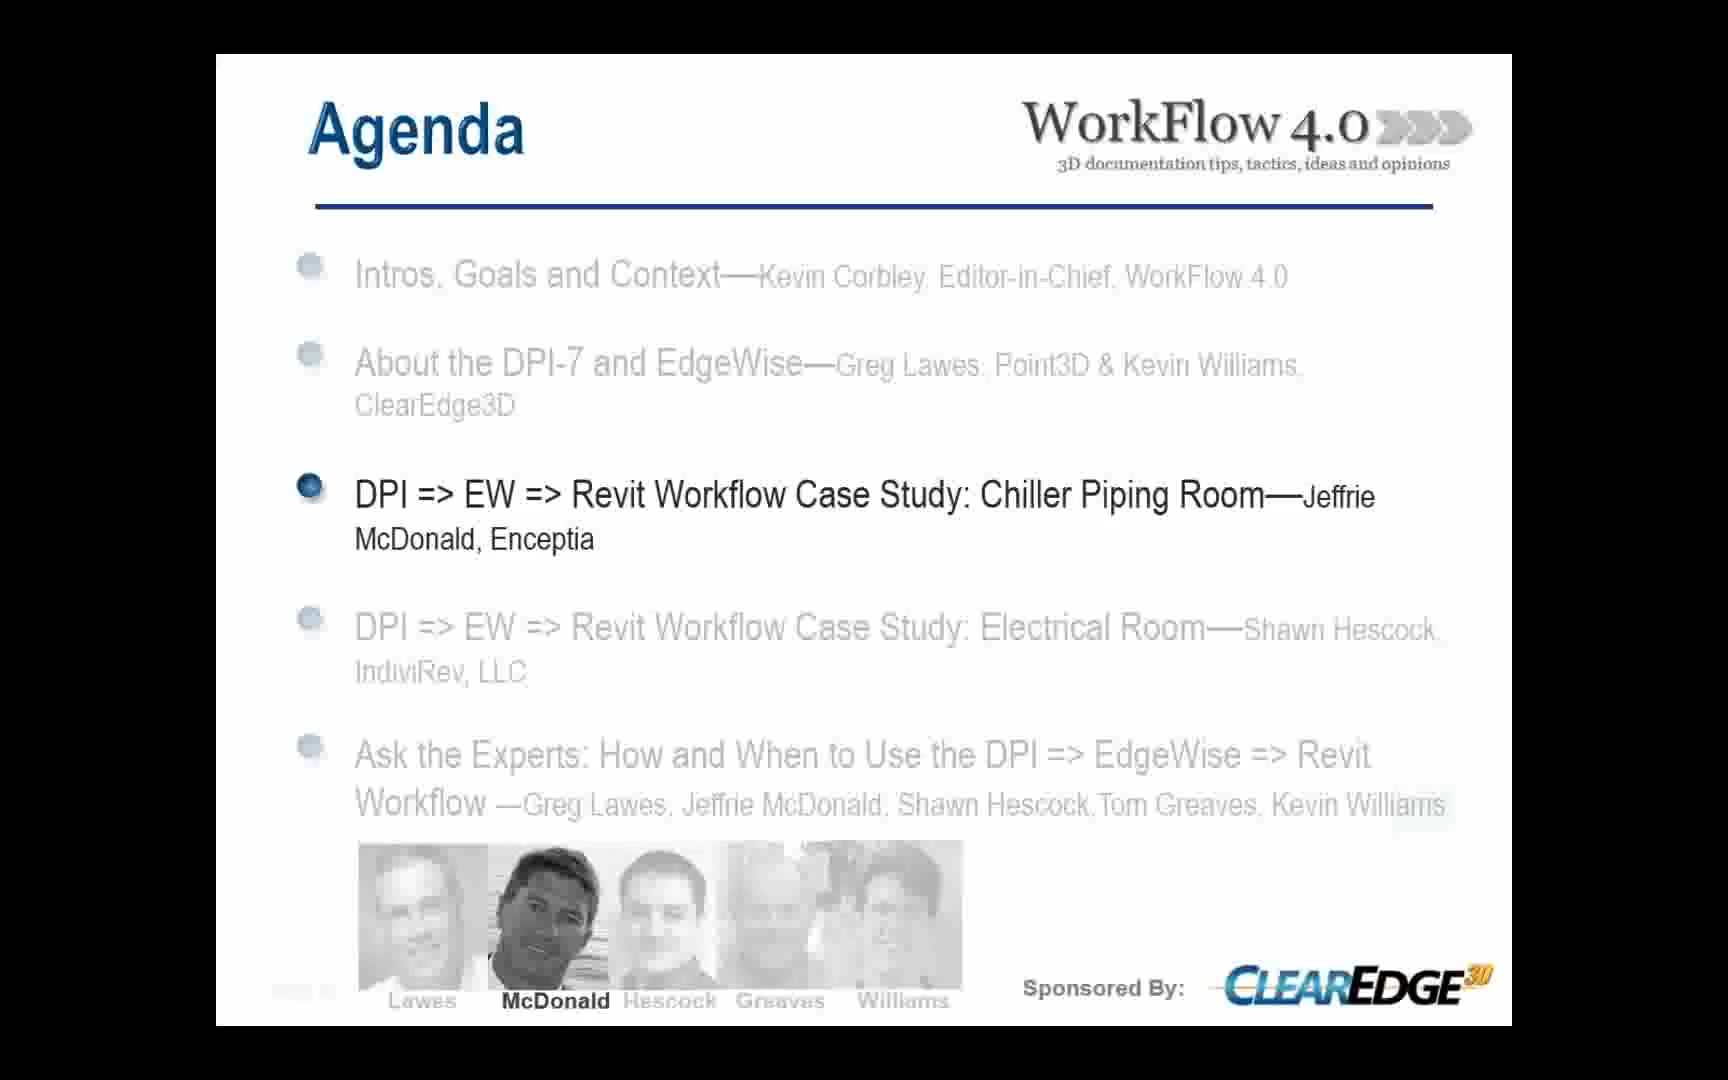 Agenda
WorkFlow 4.0
3D documentation tips, tactics, ideas and opinions
Intros, Goals and Context—Kevin Corbley, Editor-in-Chief, WorkFlow 4.0
About the DPI-7 and EdgeWise—Greg Lawes, Point3D & Kevin Williams,
ClearEdge3D
DPI => EW => Revit Workflow Case Study: Chiller Piping Room—Jeffrie
McDonald, Enceptia
DPI => EW => Revit Workflow Case Study: Electrical Room—Shawn Hescock,
IndiviRev, LLC
Ask the Experts: How and When to Use the DPI => EdgeWise => Revit
Workflow —Greg Lawes, Jeffrie McDonald, Shawn Hescock,Tom Greaves, Kevin Williams
Lawes McDonald Hescock Greaves Williams
Sponsored By: CLEAREDGE3D